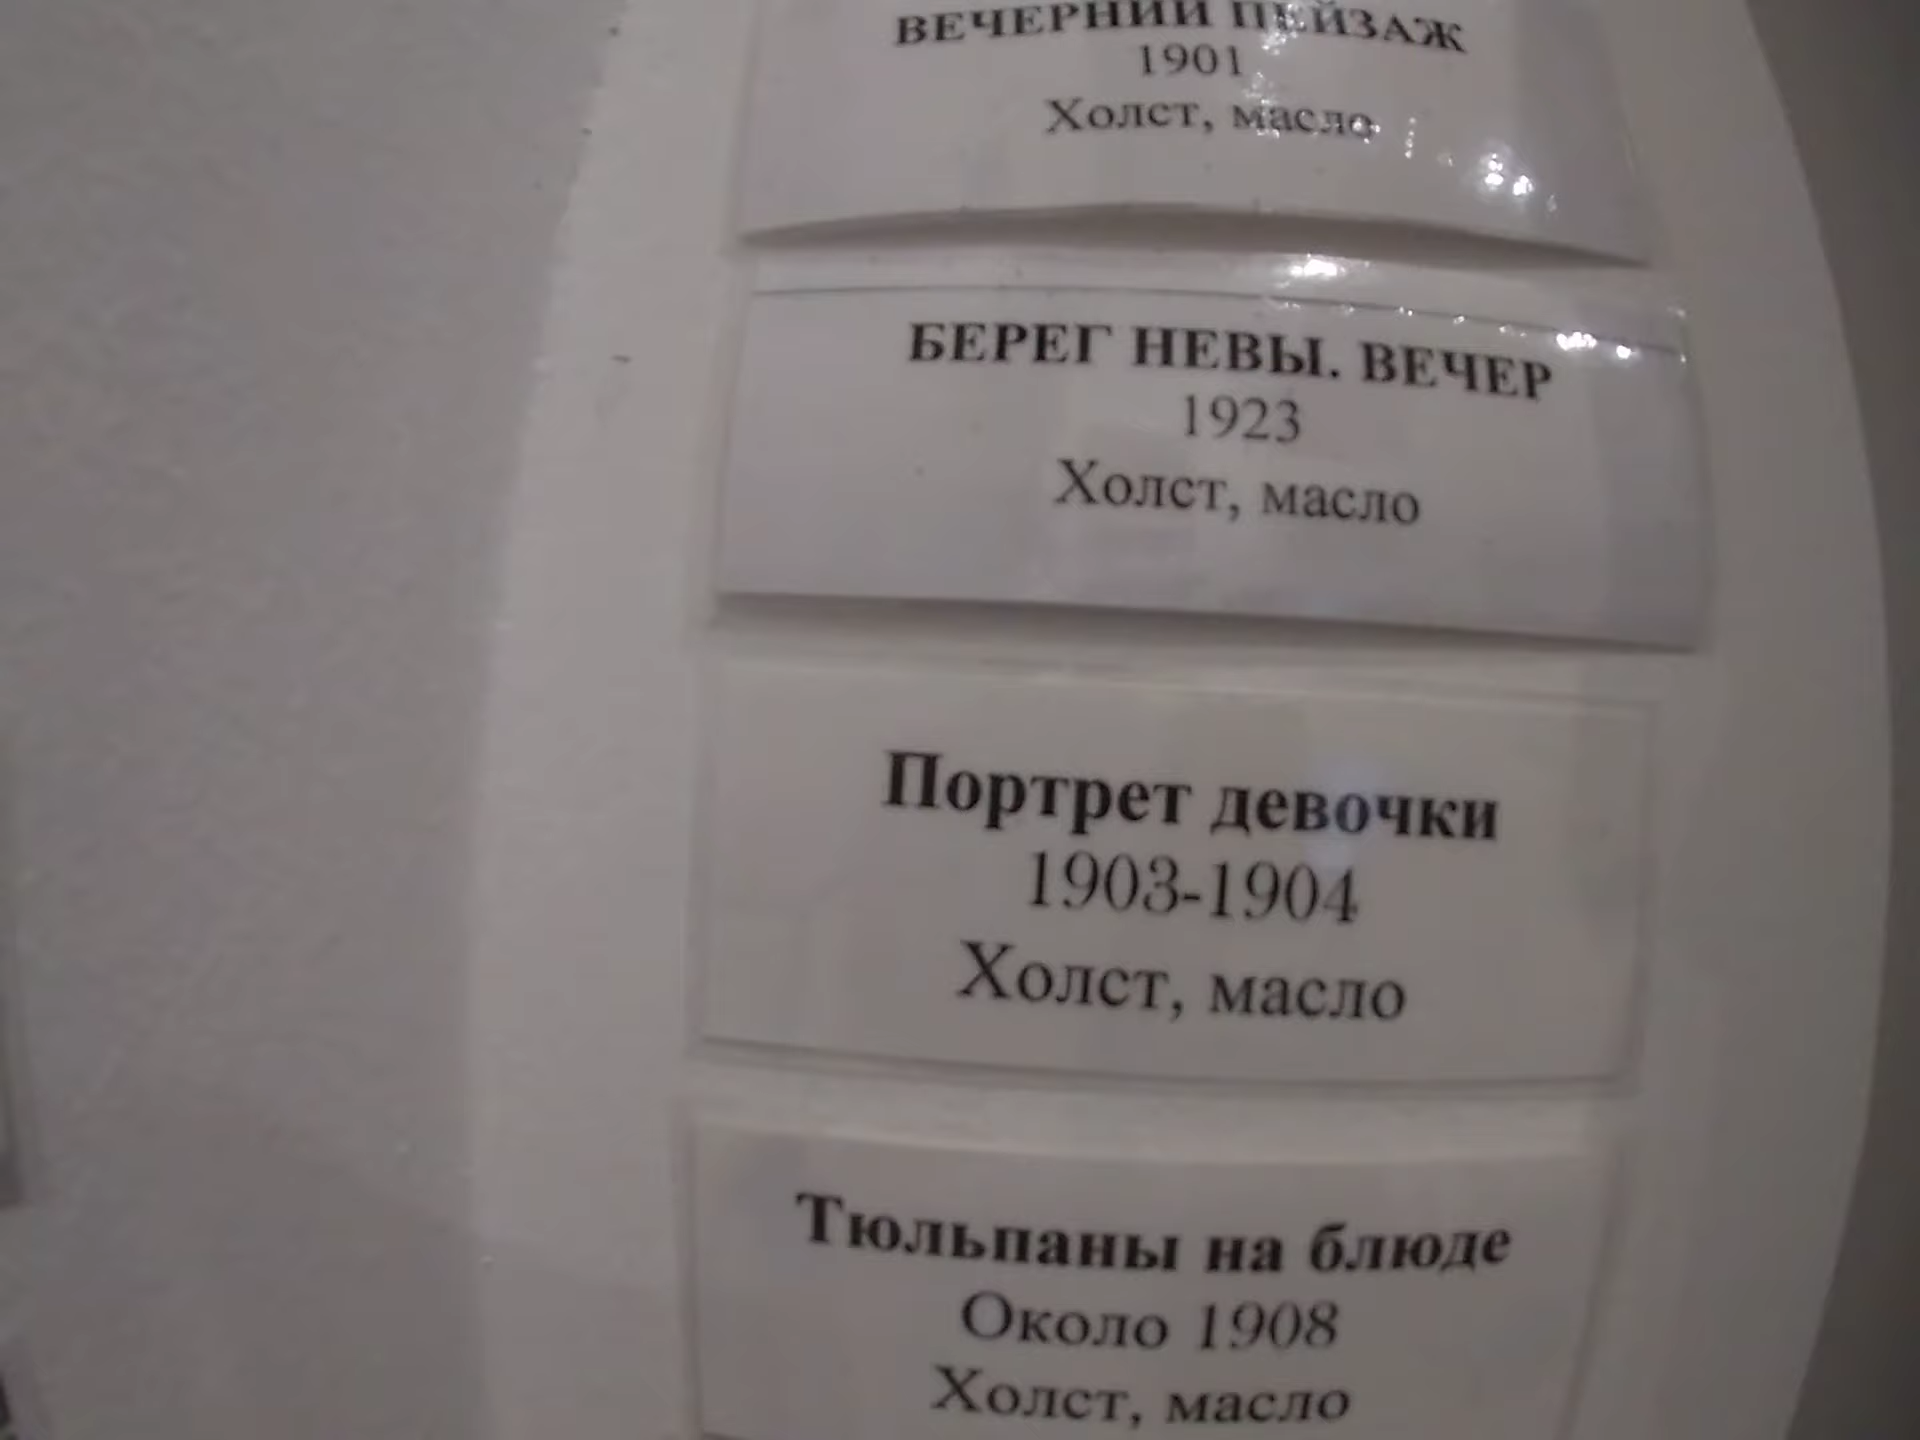 ВЕЧЕРНИЙ ПЕЙЗАЖ
1901
Холст, масло
БЕРЕГ НЕВЫ. ВЕЧЕР
1923
Холст, масло
Портрет девочки
1903-1904
Холст, масло
Тюльпаны на блюде
Около 1908
Холст, масло